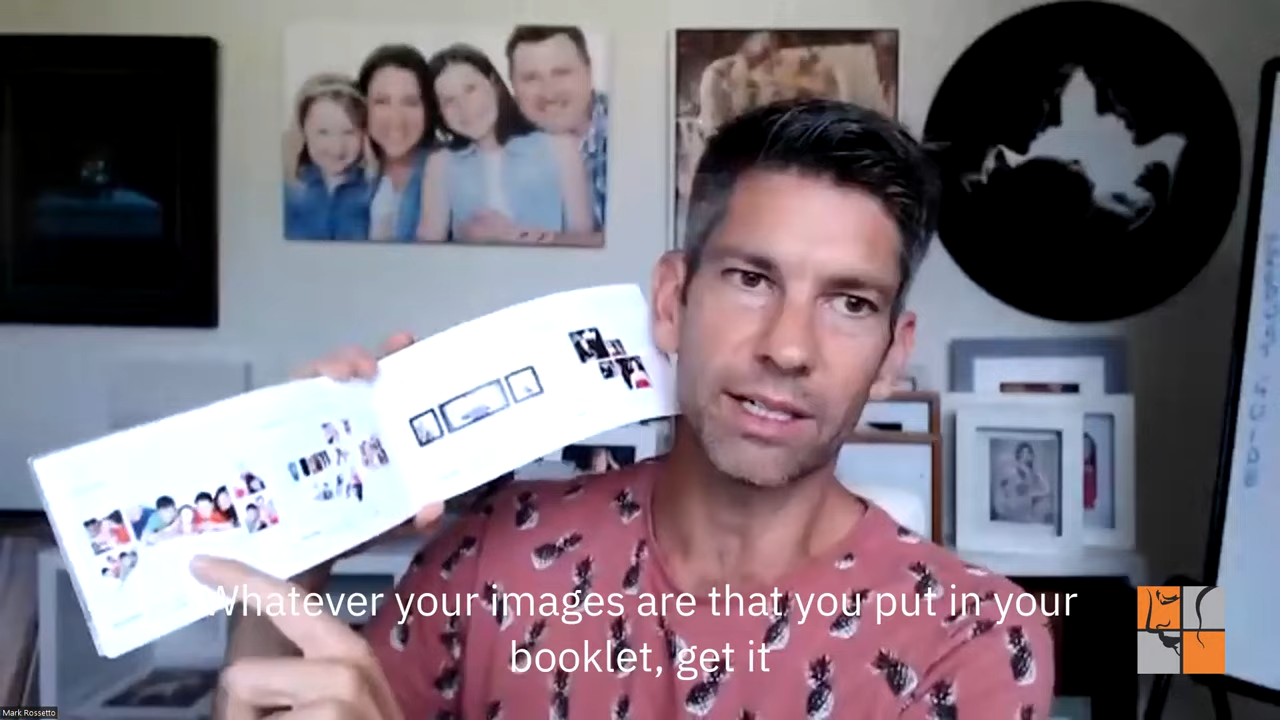 Whatever your images are that you put in your
booklet, get it
Mark Rossetto